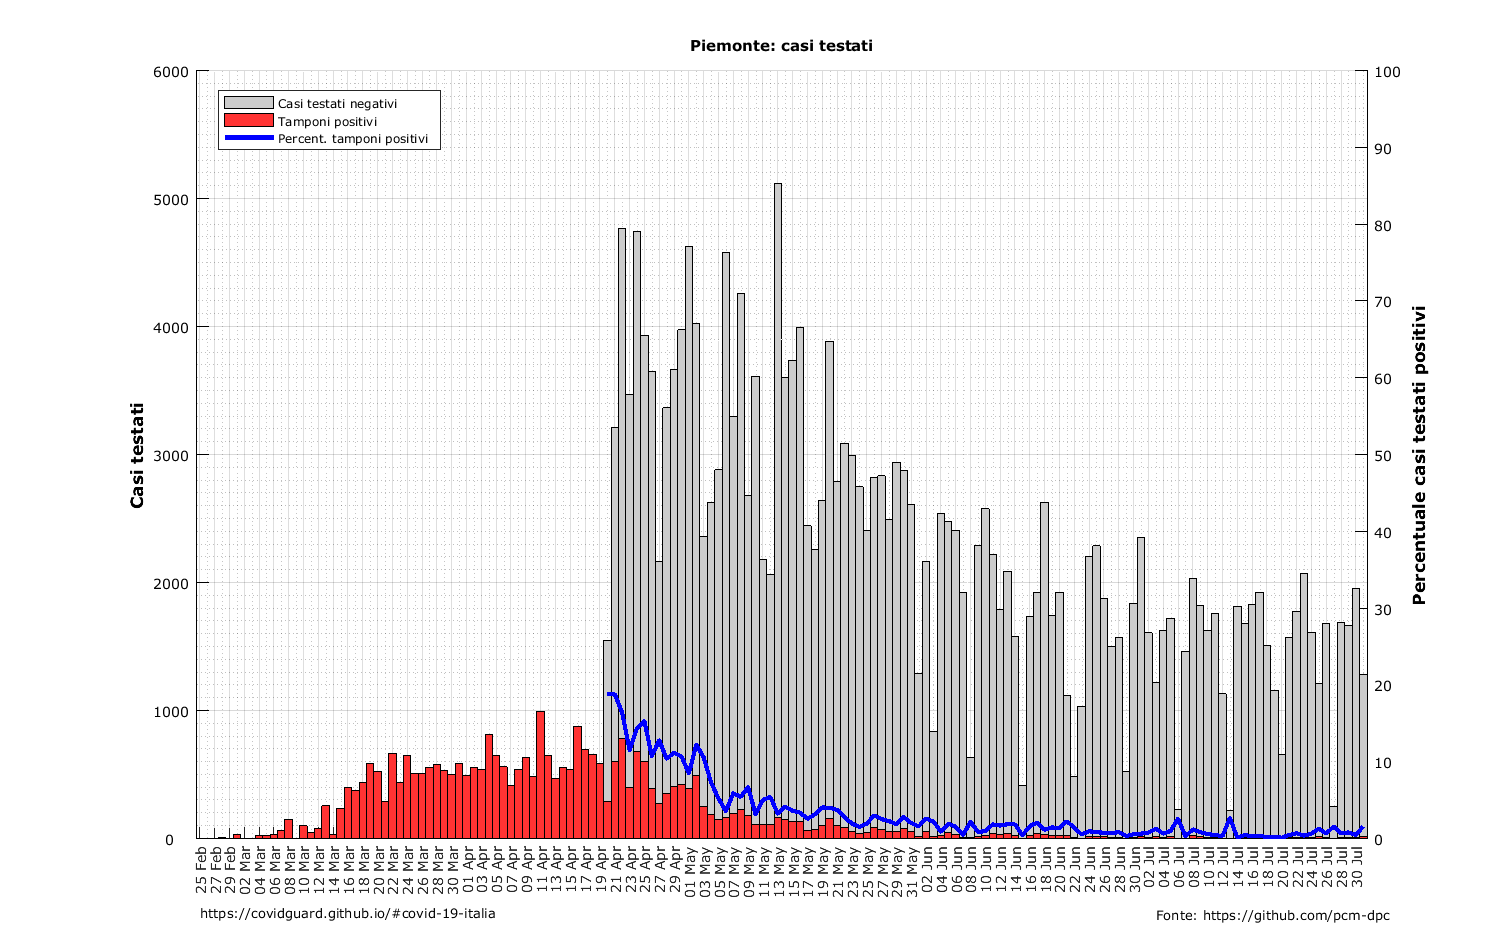 Piemonte: casi testati
Casi testati negativi
Tamponi positivi
Percent. tamponi positivi
Casi testati
6000
5000
4000
3000
2000
1000
0
100
90
80
70
60
50
40
30
20
10
0
Percentuale casi testati positivi
25 Feb
27 Feb
29 Feb
02 Mar
04 Mar
06 Mar
08 Mar
10 Mar
12 Mar
14 Mar
16 Mar
18 Mar
20 Mar
22 Mar
24 Mar
26 Mar
28 Mar
30 Mar
01 Apr
03 Apr
05 Apr
07 Apr
09 Apr
11 Apr
13 Apr
15 Apr
17 Apr
19 Apr
21 Apr
23 Apr
25 Apr
27 Apr
29 Apr
01 May
03 May
05 May
07 May
09 May
11 May
13 May
15 May
17 May
19 May
21 May
23 May
25 May
27 May
29 May
31 May
02 Jun
04 Jun
06 Jun
08 Jun
10 Jun
12 Jun
14 Jun
16 Jun
18 Jun
20 Jun
22 Jun
24 Jun
26 Jun
28 Jun
30 Jun
02 Jul
04 Jul
06 Jul
08 Jul
10 Jul
12 Jul
14 Jul
16 Jul
18 Jul
20 Jul
22 Jul
24 Jul
26 Jul
28 Jul
30 Jul
https://covidguard.github.io/#covid-19-italia
Fonte: https://github.com/pcm-dpc